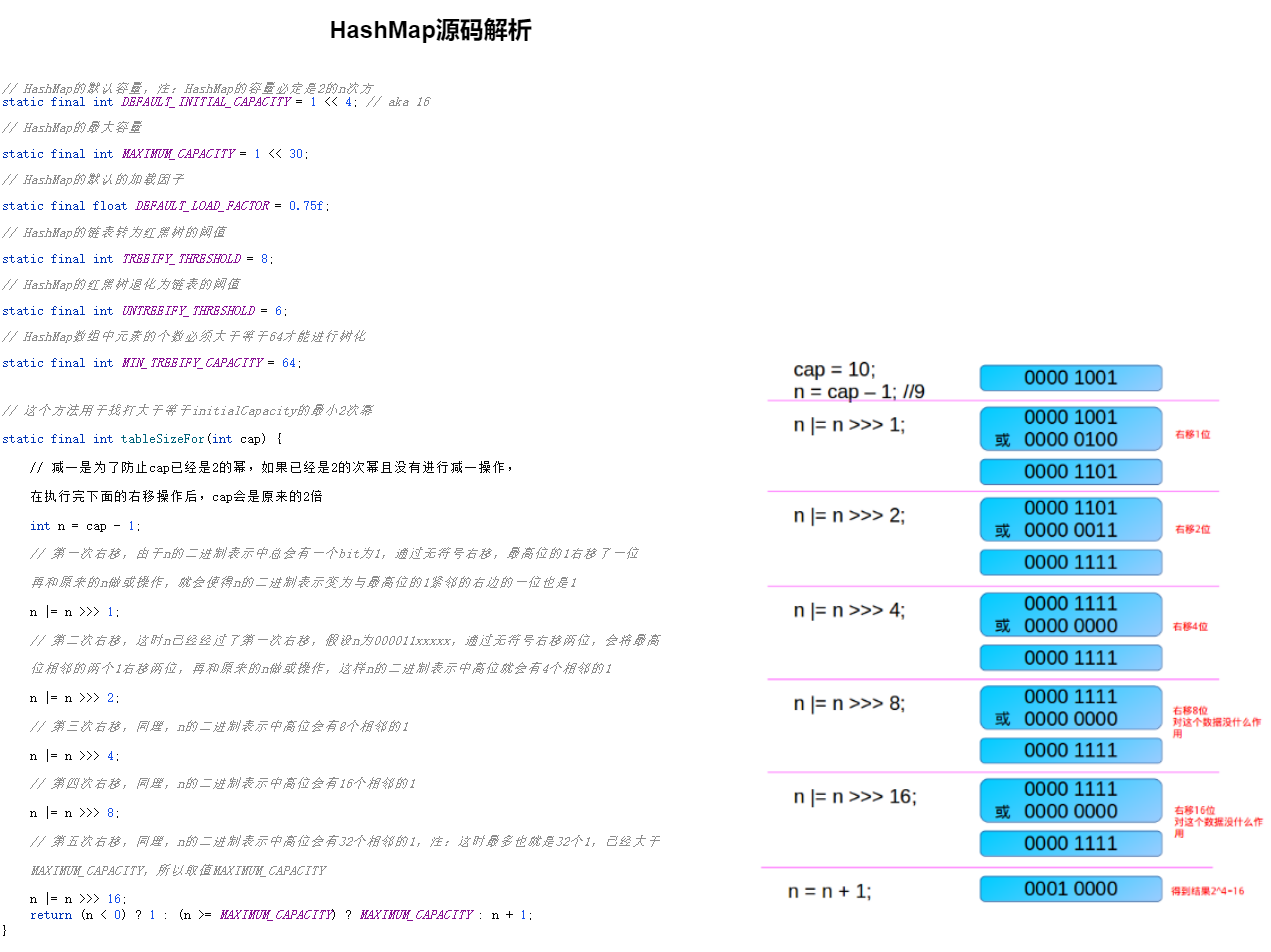 HashMap源码解析
// HashMap的默认容量，注：HashMap的容量必定是2的n次方
static final int DEFAULT_INITIAL_CAPACITY = 1 << 4; // aka 16
// HashMap的最大容量
static final int MAXIMUM_CAPACITY = 1 << 30;
// HashMap的默认的加载因子
static final float DEFAULT_LOAD_FACTOR = 0.75f;
// HashMap的链表转为红黑树的阈值
static final int TREEIFY_THRESHOLD = 8;
// HashMap的红黑树退化为链表的阈值
static final int UNTREEIFY_THRESHOLD = 6;
// HashMap数组中元素的个数必须大于等于64才能进行树化
static final int MIN_TREEIFY_CAPACITY = 64;
// 这个方法用于找打大于等于initialCapacity的最小2次幂
static final int tableSizeFor(int cap) {
// 减一是为了防止cap已经是2的幂，如果已经是2的次幂且没有进行减一操作，
在执行完下面的右移操作后，cap会是原来的2倍
int n = cap - 1;
// 第一次右移，由于n的二进制表示中总会有一个bit为1，通过无符号右移，最高位的1右移了一位
再和原来的n做或操作，就会使得n的二进制表示变为与最高位的1紧邻的右边的一位也是1
n |= n >>> 1;
// 第二次右移，这时n已经经过了第一次右移，假设n为000011xxxxx，通过无符号右移两位，会将最高
位相邻的两个1右移两位，再和原来的n做或操作，这样n的二进制表示中高位就会有4个相邻的1
n |= n >>> 2;
// 第三次右移，同理，n的二进制表示中高位会有8个相邻的1
n |= n >>> 4;
// 第四次右移，同理，n的二进制表示中高位会有16个相邻的1
n |= n >>> 8;
// 第五次右移，同理，n的二进制表示中高位会有32个相邻的1，注：这时最多也就是32个1，已经大于
MAXIMUM_CAPACITY，所以取值MAXIMUM_CAPACITY
n |= n >>> 16;
return (n < 0) ? 1 : (n >= MAXIMUM_CAPACITY) ? MAXIMUM_CAPACITY : n + 1;
}
cap = 10;
n = cap – 1; //9
0000 1001
n |= n >>> 1;
0000 1001
或 0000 0100
右移1位
0000 1101
n |= n >>> 2;
0000 1101
或 0000 0011
右移2位
0000 1111
n |= n >>> 4;
0000 1111
或 0000 0000
右移4位
0000 1111
n |= n >>> 8;
0000 1111
或 0000 0000
右移8位
对这个数据没什么作
用
0000 1111
n |= n >>> 16;
0000 1111
或 0000 0000
右移16位
对这个数据没什么作
用
0000 1111
n = n + 1;
0001 0000
得到结果2^4=16